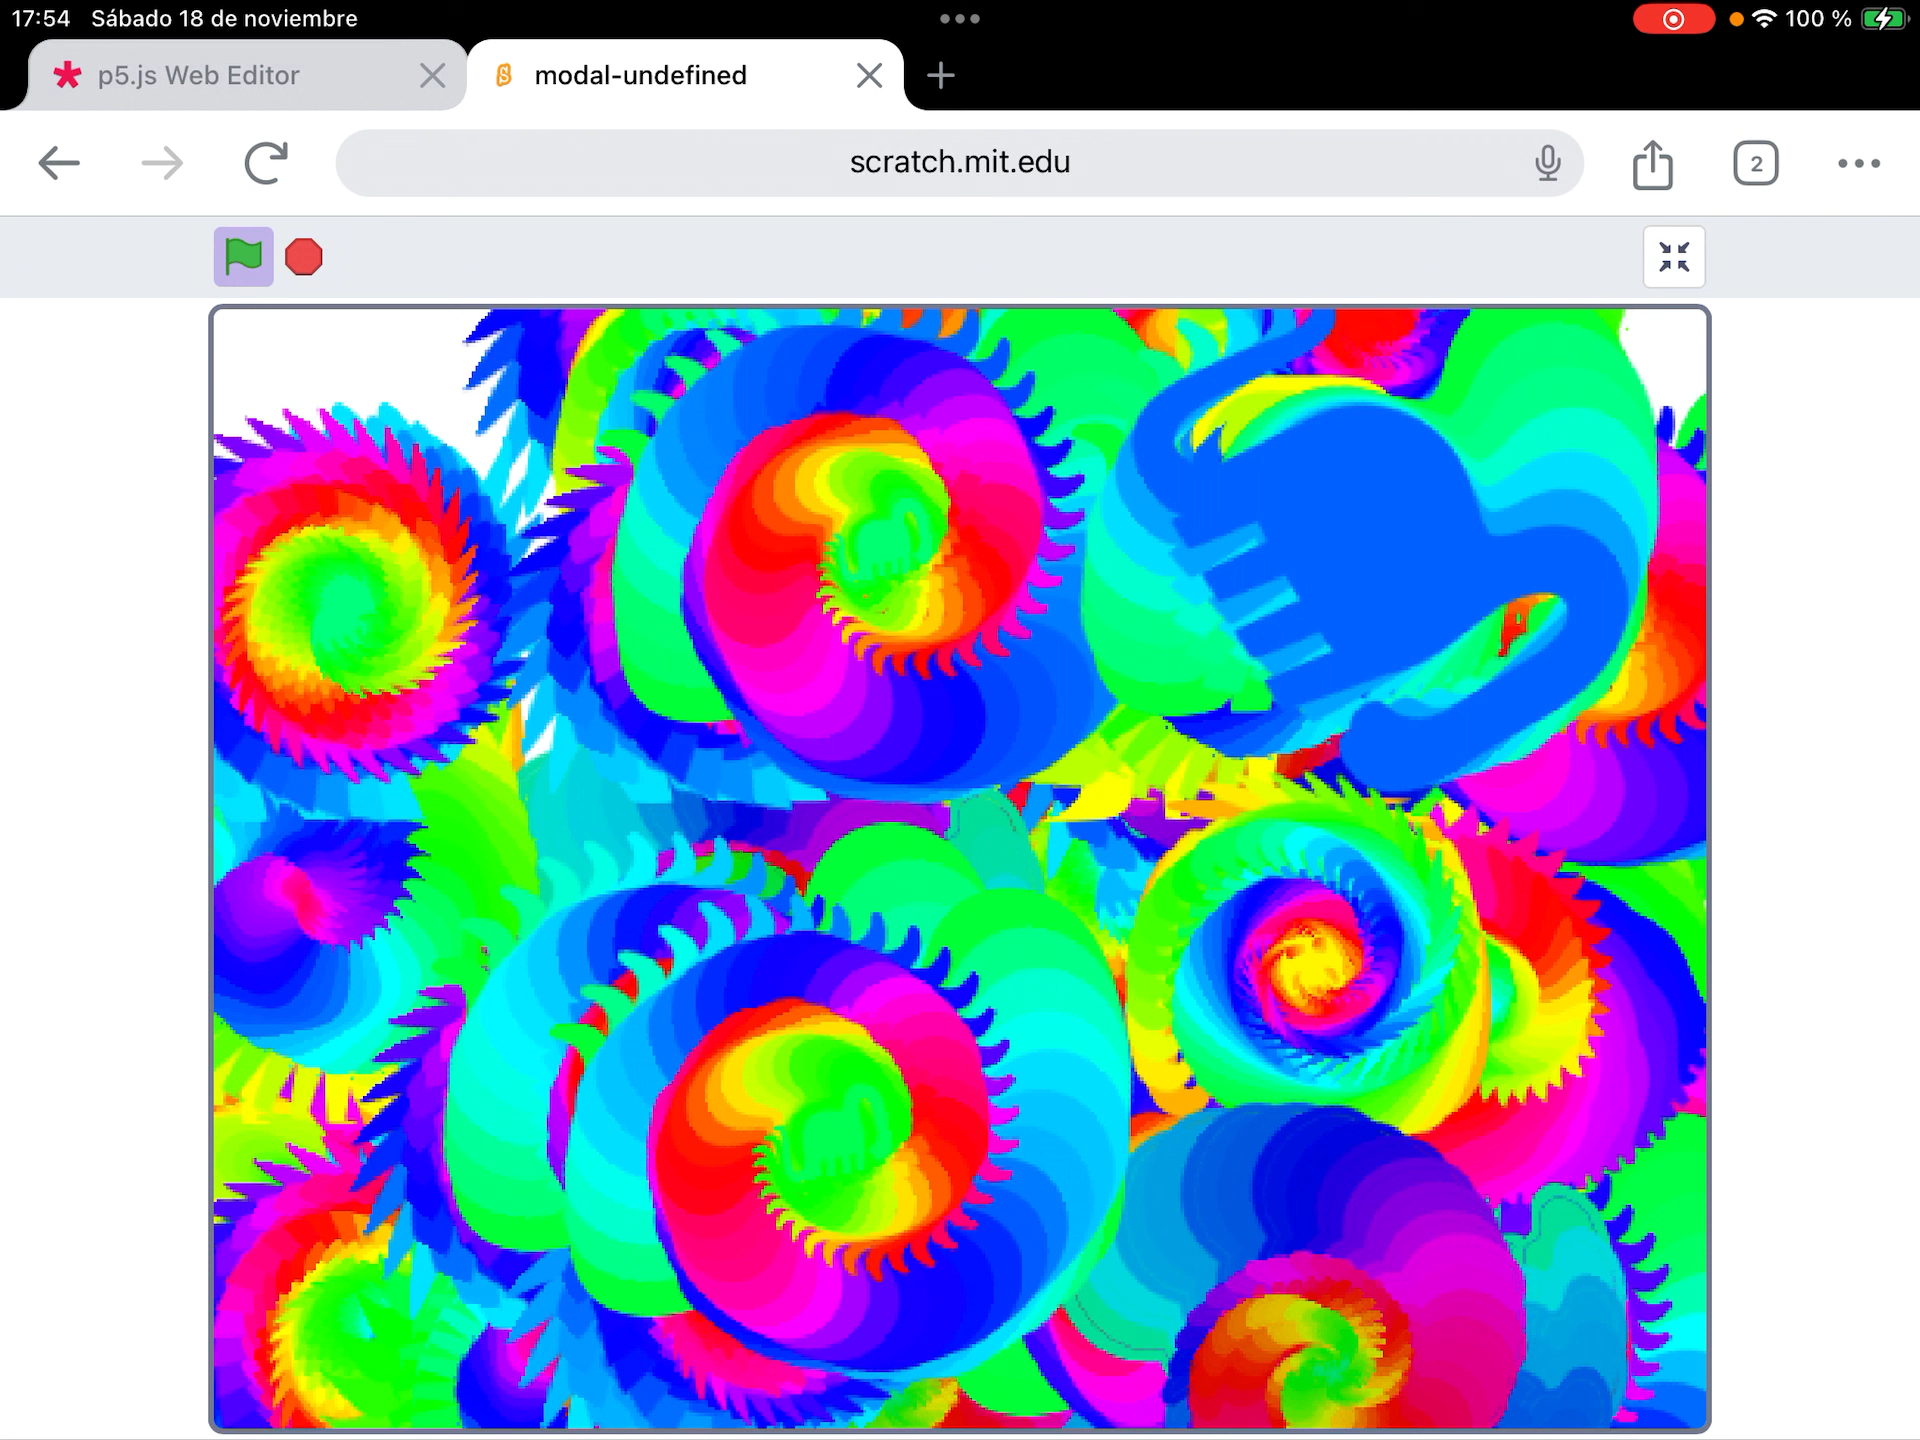 17:54 Sábado 18 de noviembre
100 %
p5.js Web Editor
modal-undefined
scratch.mit.edu
2